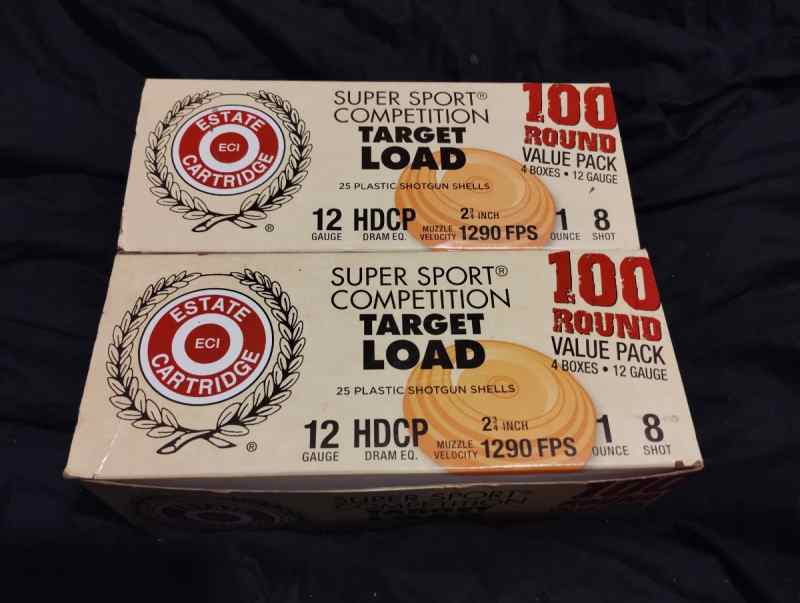 ESTATE
ECI
CARTRIDGE
®
SUPER SPORT®
COMPETITION
TARGET
LOAD
25 PLASTIC SHOTGUN SHELLS
100
ROUND
VALUE PACK
4 BOXES • 12 GAUGE
12 GAUGE HDCP DRAM EQ. MUZZLE VELOCITY 2¾ INCH 1290 FPS 1 OUNCE 8 SHOT
ESTATE
ECI
CARTRIDGE
®
SUPER SPORT®
COMPETITION
TARGET
LOAD
25 PLASTIC SHOTGUN SHELLS
100
ROUND
VALUE PACK
4 BOXES • 12 GAUGE
12 GAUGE HDCP DRAM EQ. MUZZLE VELOCITY 2¾ INCH 1290 FPS 1 OUNCE 8 SHOT
SUPER SPORT®
COMPETITION